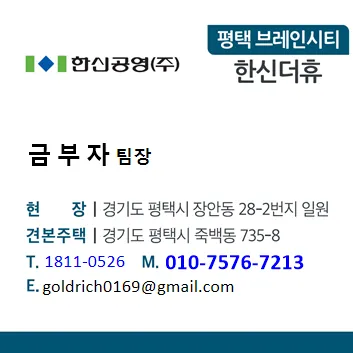 한신공영(주)
평택 브레인시티
한신더휴
금 부 자 팀장
현 장 | 경기도 평택시 장안동 28-2번지 일원
견본주택 | 경기도 평택시 죽백동 735-8
T. 1811-0526 M. 010-7576-7213
E. goldrich0169@gmail.com